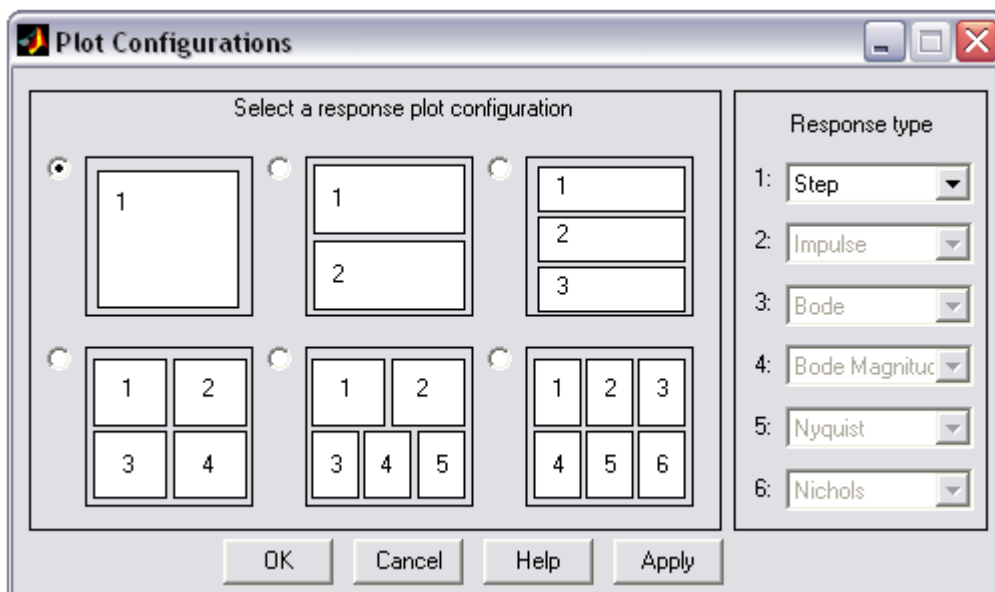 Plot Configurations
Select a response plot configuration
1
1
2
1
2
3
1 2
3 4
1 2
3 4 5
1 2 3
4 5 6
Response type
1: Step
2: Impulse
3: Bode
4: Bode Magnituc
5: Nyquist
6: Nichols
OK Cancel Help Apply